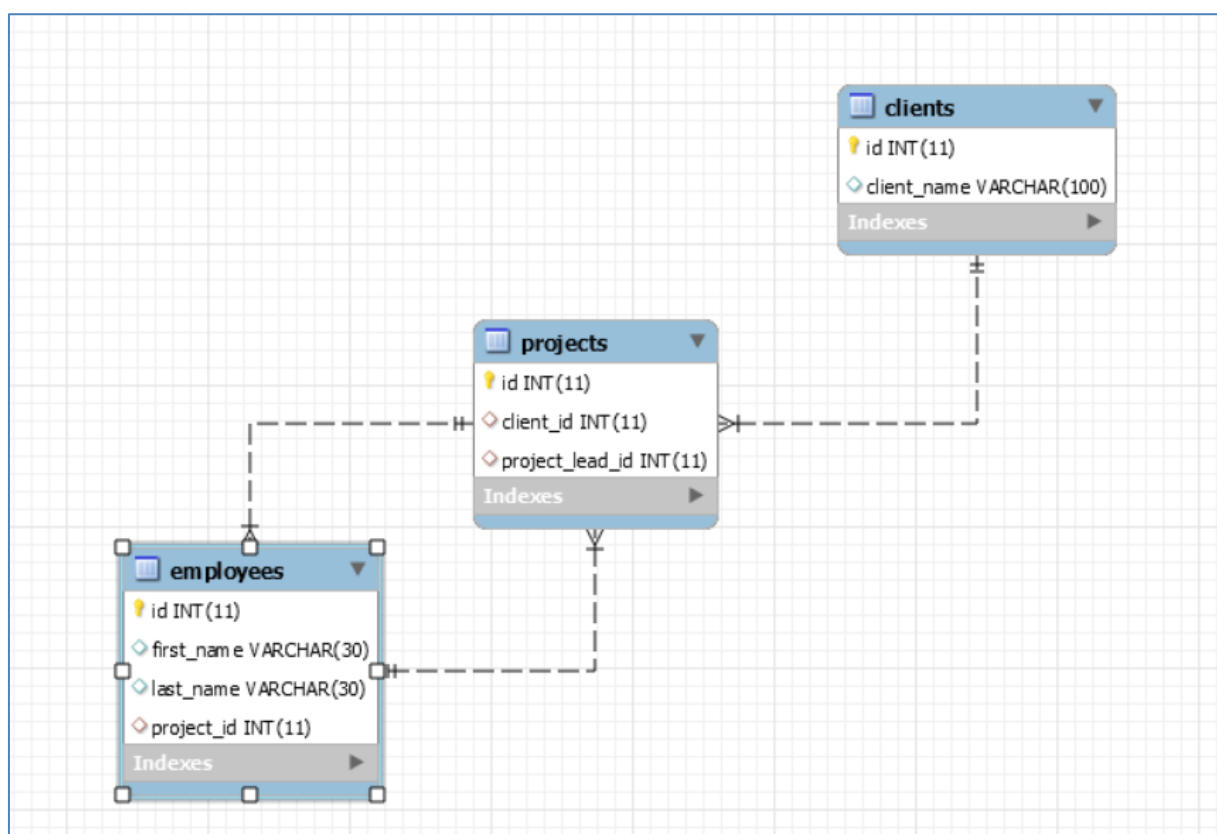 clients
id INT(11)
client_name VARCHAR(100)
Indexes
projects
id INT(11)
client_id INT(11)
project_lead_id INT(11)
Indexes
employees
id INT(11)
first_name VARCHAR(30)
last_name VARCHAR(30)
project_id INT(11)
Indexes